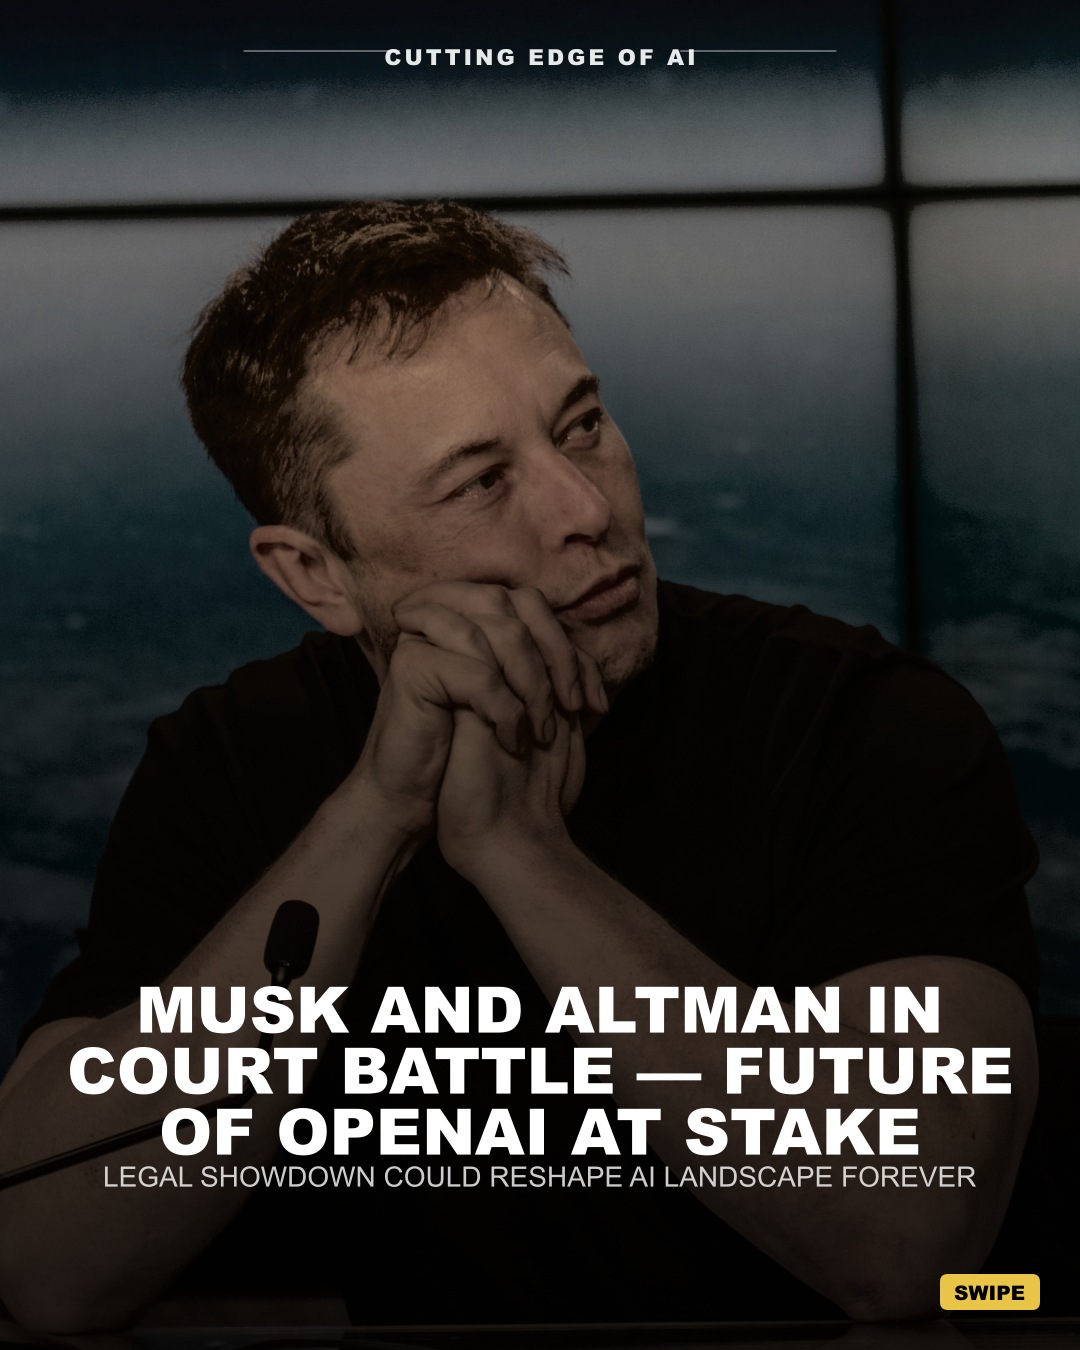 CUTTING EDGE OF AI
MUSK AND ALTMAN IN
COURT BATTLE — FUTURE
OF OPENAI AT STAKE
LEGAL SHOWDOWN COULD RESHAPE AI LANDSCAPE FOREVER
SWIPE